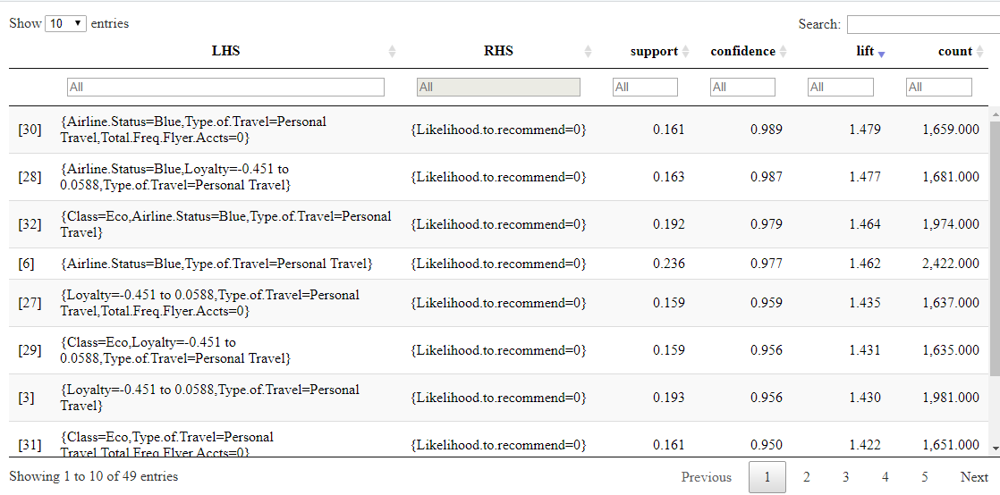 Show 10 entries Search:
LHS RHS support confidence lift count
All All All All All All
[30] {Airline.Status=Blue,Type.of.Travel=Personal Travel,Total.Freq.Flyer.Accts=0} {Likelihood.to.recommend=0} 0.161 0.989 1.479 1,659.000
[28] {Airline.Status=Blue,Loyalty=-0.451 to 0.0588,Type.of.Travel=Personal Travel} {Likelihood.to.recommend=0} 0.163 0.987 1.477 1,681.000
[32] {Class=Eco,Airline.Status=Blue,Type.of.Travel=Personal Travel} {Likelihood.to.recommend=0} 0.192 0.979 1.464 1,974.000
[6] {Airline.Status=Blue,Type.of.Travel=Personal Travel} {Likelihood.to.recommend=0} 0.236 0.977 1.462 2,422.000
[27] {Loyalty=-0.451 to 0.0588,Type.of.Travel=Personal Travel,Total.Freq.Flyer.Accts=0} {Likelihood.to.recommend=0} 0.159 0.959 1.435 1,637.000
[29] {Class=Eco,Loyalty=-0.451 to 0.0588,Type.of.Travel=Personal Travel} {Likelihood.to.recommend=0} 0.159 0.956 1.431 1,635.000
[3] {Loyalty=-0.451 to 0.0588,Type.of.Travel=Personal Travel} {Likelihood.to.recommend=0} 0.193 0.956 1.430 1,981.000
[31] {Class=Eco,Type.of.Travel=Personal Travel,Total.Freq.Flyer.Accts=0} {Likelihood.to.recommend=0} 0.161 0.950 1.422 1,651.000
Showing 1 to 10 of 49 entries Previous 1 2 3 4 5 Next